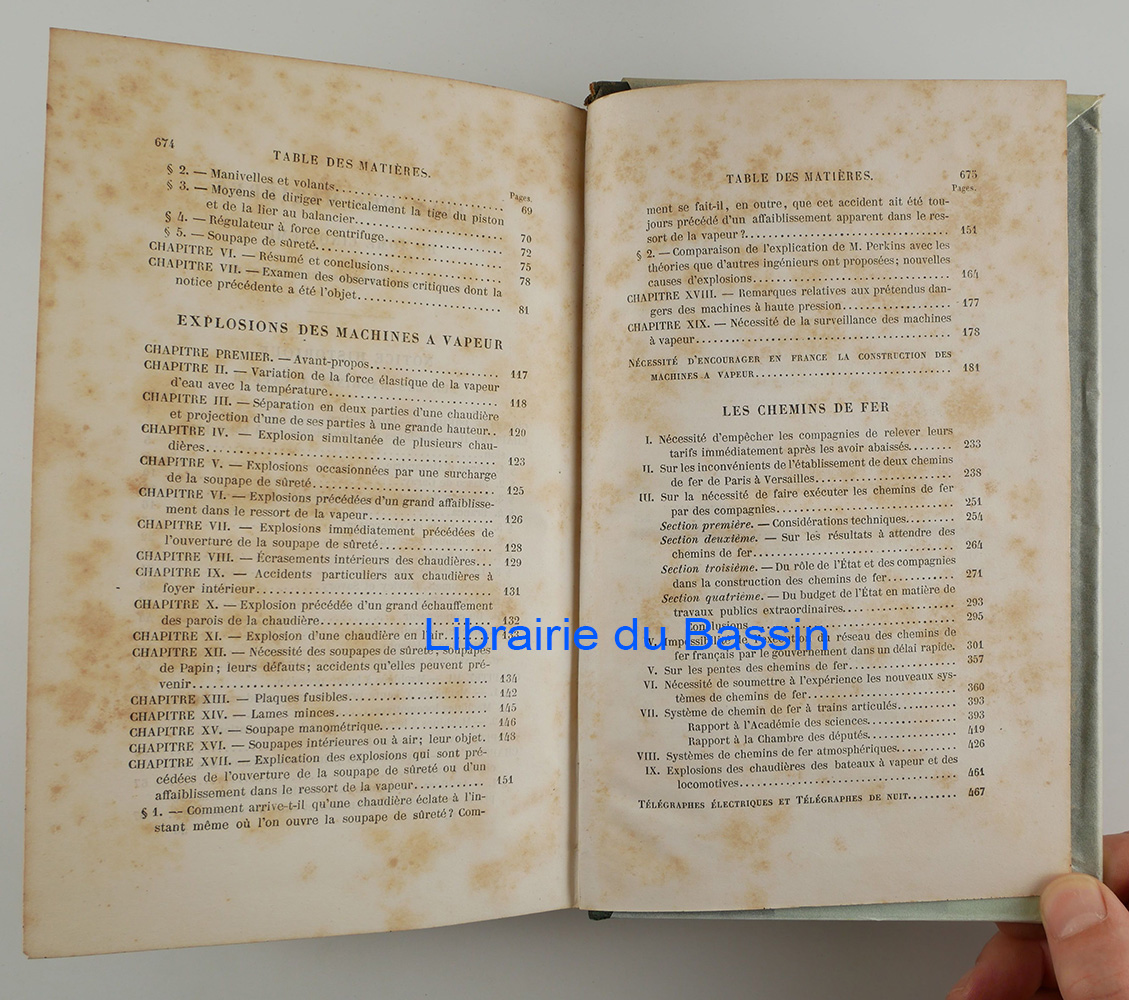 674
TABLE DES MATIÈRES.
Pages.
§ 2. — Manivelles et volants. 69
§ 3. — Moyens de diriger verticalement la tige du piston
et de la lier au balancier. 70
§ 4. — Régulateur à force centrifuge. 72
§ 5. — Soupape de sûreté. 75
CHAPITRE VI. — Résumé et conclusions. 78
CHAPITRE VII. — Examen des observations critiques dont la
notice précédente a été l'objet. 81
EXPLOSIONS DES MACHINES A VAPEUR
CHAPITRE PREMIER. — Avant-propos. 117
CHAPITRE II. — Variation de la force élastique de la vapeur
d'eau avec la température. 118
CHAPITRE III. — Séparation en deux parties d'une chaudière
et projection d'une de ses parties à une grande hauteur. 120
CHAPITRE IV. — Explosion simultanée de plusieurs chau-
dières. 123
CHAPITRE V. — Explosions occasionnées par une surcharge
de la soupape de sûreté. 125
CHAPITRE VI. — Explosions précédées d'un grand affaiblisse-
ment dans le ressort de la vapeur. 126
CHAPITRE VII. — Explosions immédiatement précédées de
l'ouverture de la soupape de sûreté. 128
CHAPITRE VIII. — Écrasements intérieurs des chaudières. 129
CHAPITRE IX. — Accidents particuliers aux chaudières à
foyer intérieur. 131
CHAPITRE X. — Explosion précédée d'un grand échauffement
des parois de la chaudière. 132
CHAPITRE XI. — Explosion d'une chaudière en l'air.
CHAPITRE XII. — Nécessité des soupapes de sûreté; soupapes
de Papin; leurs défauts; accidents qu'elles peuvent pré-
venir. 134
CHAPITRE XIII. — Plaques fusibles. 142
CHAPITRE XIV. — Lames minces. 145
CHAPITRE XV. — Soupape manométrique. 146
CHAPITRE XVI. — Soupapes intérieures ou à air; leur objet. 148
CHAPITRE XVII. — Explication des explosions qui sont pré-
cédées de l'ouverture de la soupape de sûreté ou d'un
affaiblissement dans le ressort de la vapeur. 151
§ 1. — Comment arrive-t-il qu'une chaudière éclate à l'in-
stant même où l'on ouvre la soupape de sûreté? Com-
TABLE DES MATIÈRES. 675
Pages.
ment se fait-il, en outre, que cet accident ait été tou-
jours précédé d'un affaiblissement apparent dans le res-
sort de la vapeur? 151
§ 2. — Comparaison de l'explication de M. Perkins avec les
théories que d'autres ingénieurs ont proposées; nouvelles
causes d'explosions. 164
CHAPITRE XVIII. — Remarques relatives aux prétendus dan-
gers des machines à haute pression. 177
CHAPITRE XIX. — Nécessité de la surveillance des machines
à vapeur. 178
NÉCESSITÉ D'ENCOURAGER EN FRANCE LA CONSTRUCTION DES
MACHINES A VAPEUR. 181
LES CHEMINS DE FER
I. Nécessité d'empêcher les compagnies de relever leurs
tarifs immédiatement après les avoir abaissés. 233
II. Sur les inconvénients de l'établissement de deux chemins
de fer de Paris à Versailles. 238
III. Sur la nécessité de faire exécuter les chemins de fer
par des compagnies. 251
Section première. — Considérations techniques. 254
Section deuxième. — Sur les résultats à attendre des
chemins de fer. 264
Section troisième. — Du rôle de l'État et des compagnies
dans la construction des chemins de fer. 271
Section quatrième. — Du budget de l'État en matière de
travaux publics extraordinaires. 293
Conclusions. 295
IV. Impossibilité de l'exécution du réseau des chemins de
fer français par le gouvernement dans un délai rapide. 301
V. Sur les pentes des chemins de fer. 357
VI. Nécessité de soumettre à l'expérience les nouveaux sys-
tèmes de chemins de fer. 360
VII. Système de chemin de fer à trains articulés. 393
Rapport à l'Académie des sciences. 393
Rapport à la Chambre des députés. 419
VIII. Systèmes de chemins de fer atmosphériques. 426
IX. Explosions des chaudières des bateaux à vapeur et des
locomotives. 461
TÉLÉGRAPHES ÉLECTRIQUES ET TÉLÉGRAPHES DE NUIT. 467
Librairie du Bassin